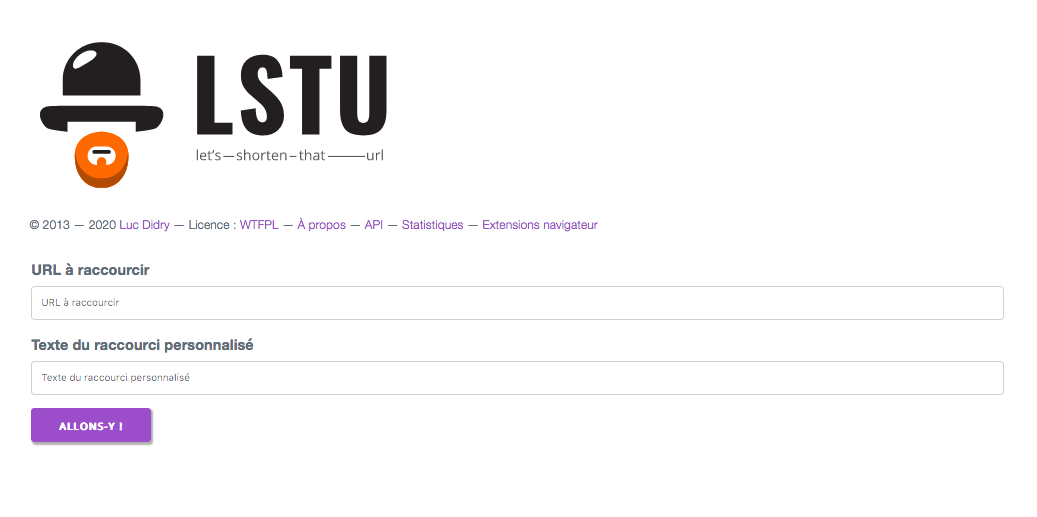 LSTU
let's — shorten – that —— url
© 2013 — 2020 Luc Didry — Licence : WTFPL — À propos — API — Statistiques — Extensions navigateur
URL à raccourcir
URL à raccourcir
Texte du raccourci personnalisé
Texte du raccourci personnalisé
ALLONS-Y !